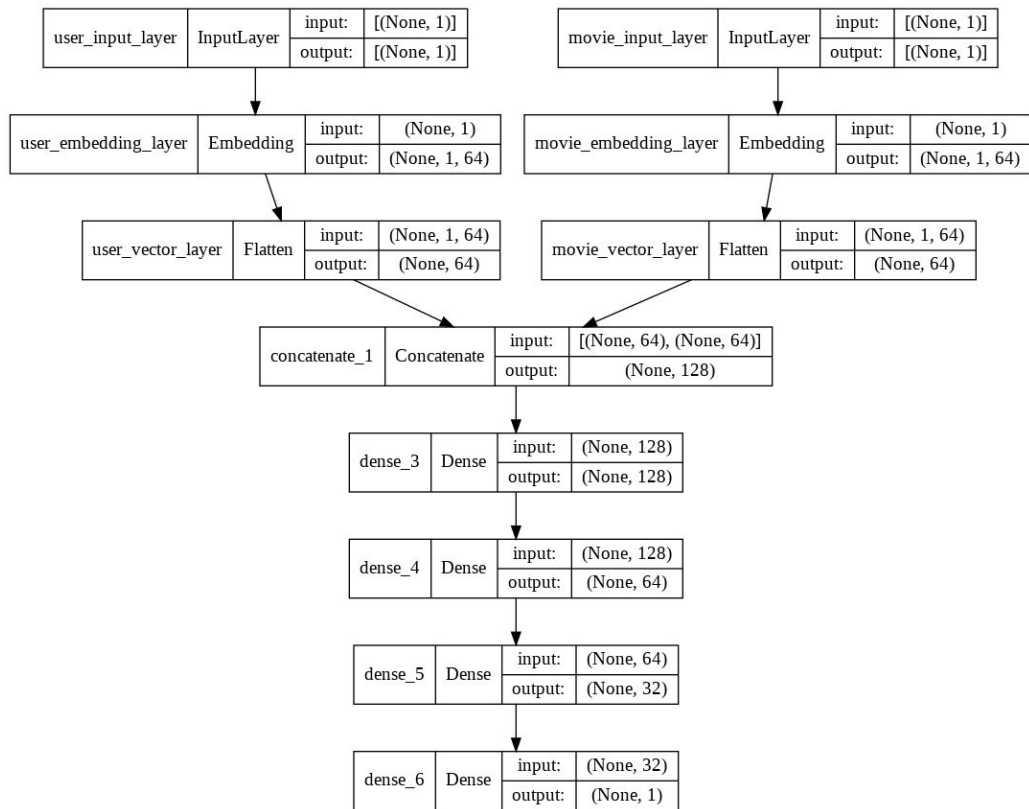 user_input_layer InputLayer input: [(None, 1)]
output: [(None, 1)]
movie_input_layer InputLayer input: [(None, 1)]
output: [(None, 1)]
user_embedding_layer Embedding input: (None, 1)
output: (None, 1, 64)
movie_embedding_layer Embedding input: (None, 1)
output: (None, 1, 64)
user_vector_layer Flatten input: (None, 1, 64)
output: (None, 64)
movie_vector_layer Flatten input: (None, 1, 64)
output: (None, 64)
concatenate_1 Concatenate input: [(None, 64), (None, 64)]
output: (None, 128)
dense_3 Dense input: (None, 128)
output: (None, 128)
dense_4 Dense input: (None, 128)
output: (None, 64)
dense_5 Dense input: (None, 64)
output: (None, 32)
dense_6 Dense input: (None, 32)
output: (None, 1)